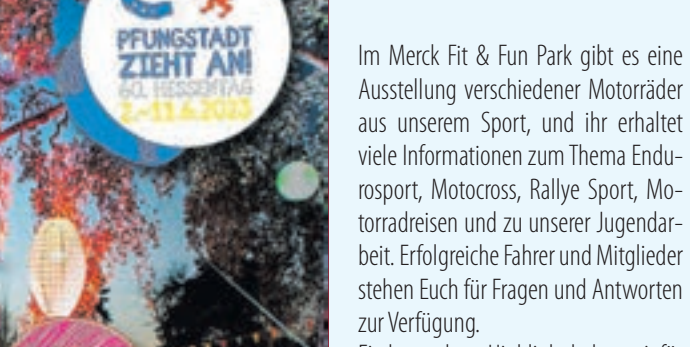 PFUNGSTADT
ZIEHT AN!
60. HESSENTAG
2.–11.6.2023
Im Merck Fit & Fun Park gibt es eine
Ausstellung verschiedener Motorräder
aus unserem Sport, und ihr erhaltet
viele Informationen zum Thema Endu-
rosport, Motocross, Rallye Sport, Mo-
torradreisen und zu unserer Jugendar-
beit. Erfolgreiche Fahrer und Mitglieder
stehen Euch für Fragen und Antworten
zur Verfügung.